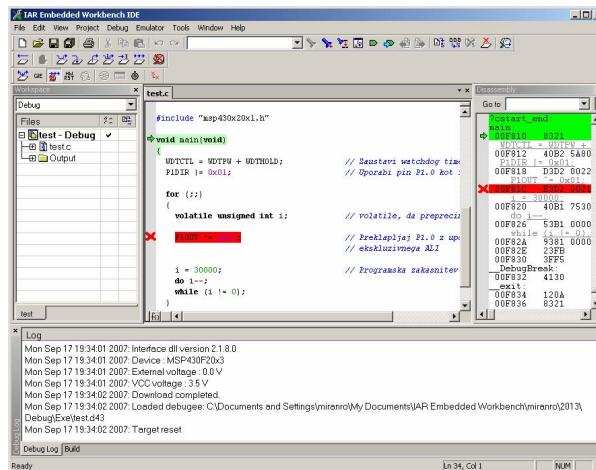 IAR Embedded Workbench IDE
File Edit View Project Debug Emulator Tools Window Help
Workspace
Debug
Files
test - Debug
test.c
Output
test
test.c
#include "msp430x20x1.h"
void main(void)
{
WDTCTL = WDTPW + WDTHOLD; // Zaustavi watchdog time
P1DIR |= 0x01; // Uporabi pin P1.0 kot
for (;;)
{
volatile unsigned int i; // volatile, da preprecin
// Preklapljaj P1.0 z upo
// ekskluzivnega ALI
i = 30000; // Programska zakasnitev
do i--;
while (i != 0);
}
Disassembly
Go to
?cstart_end:
main:
00F810 8321
WDTCTL = WDTPW +
00F812 40B2 5A80
P1DIR |= 0x01;
00F818 D3D2 0022
P1OUT ^= 0x01;
00F81C E3D2 0021
i = 30000;
00F820 40B1 7530
do i--;
00F826 53B1 0000
while (i != 0);
00F82A 9381 0000
00F82E 23FB
00F830 3FF5
__DebugBreak:
00F832 4130
_exit:
00F834 120A
00F836 8321
Log
Mon Sep 17 19:34:01 2007: Interface dll version 2.1.8.0
Mon Sep 17 19:34:01 2007: Device : MSP430F20x3
Mon Sep 17 19:34:01 2007: External voltage : 0.0 V
Mon Sep 17 19:34:01 2007: VCC voltage : 3.5 V
Mon Sep 17 19:34:02 2007: Download completed.
Mon Sep 17 19:34:02 2007: Loaded debugee: C:\Documents and Settings\miranro\My Documents\IAR Embedded Workbench\miranro\2013\
Debug\Exe\test.d43
Mon Sep 17 19:34:02 2007: Target reset
Debug Log
Debug Log Build
Ready
Ln 34, Col 1
NUM